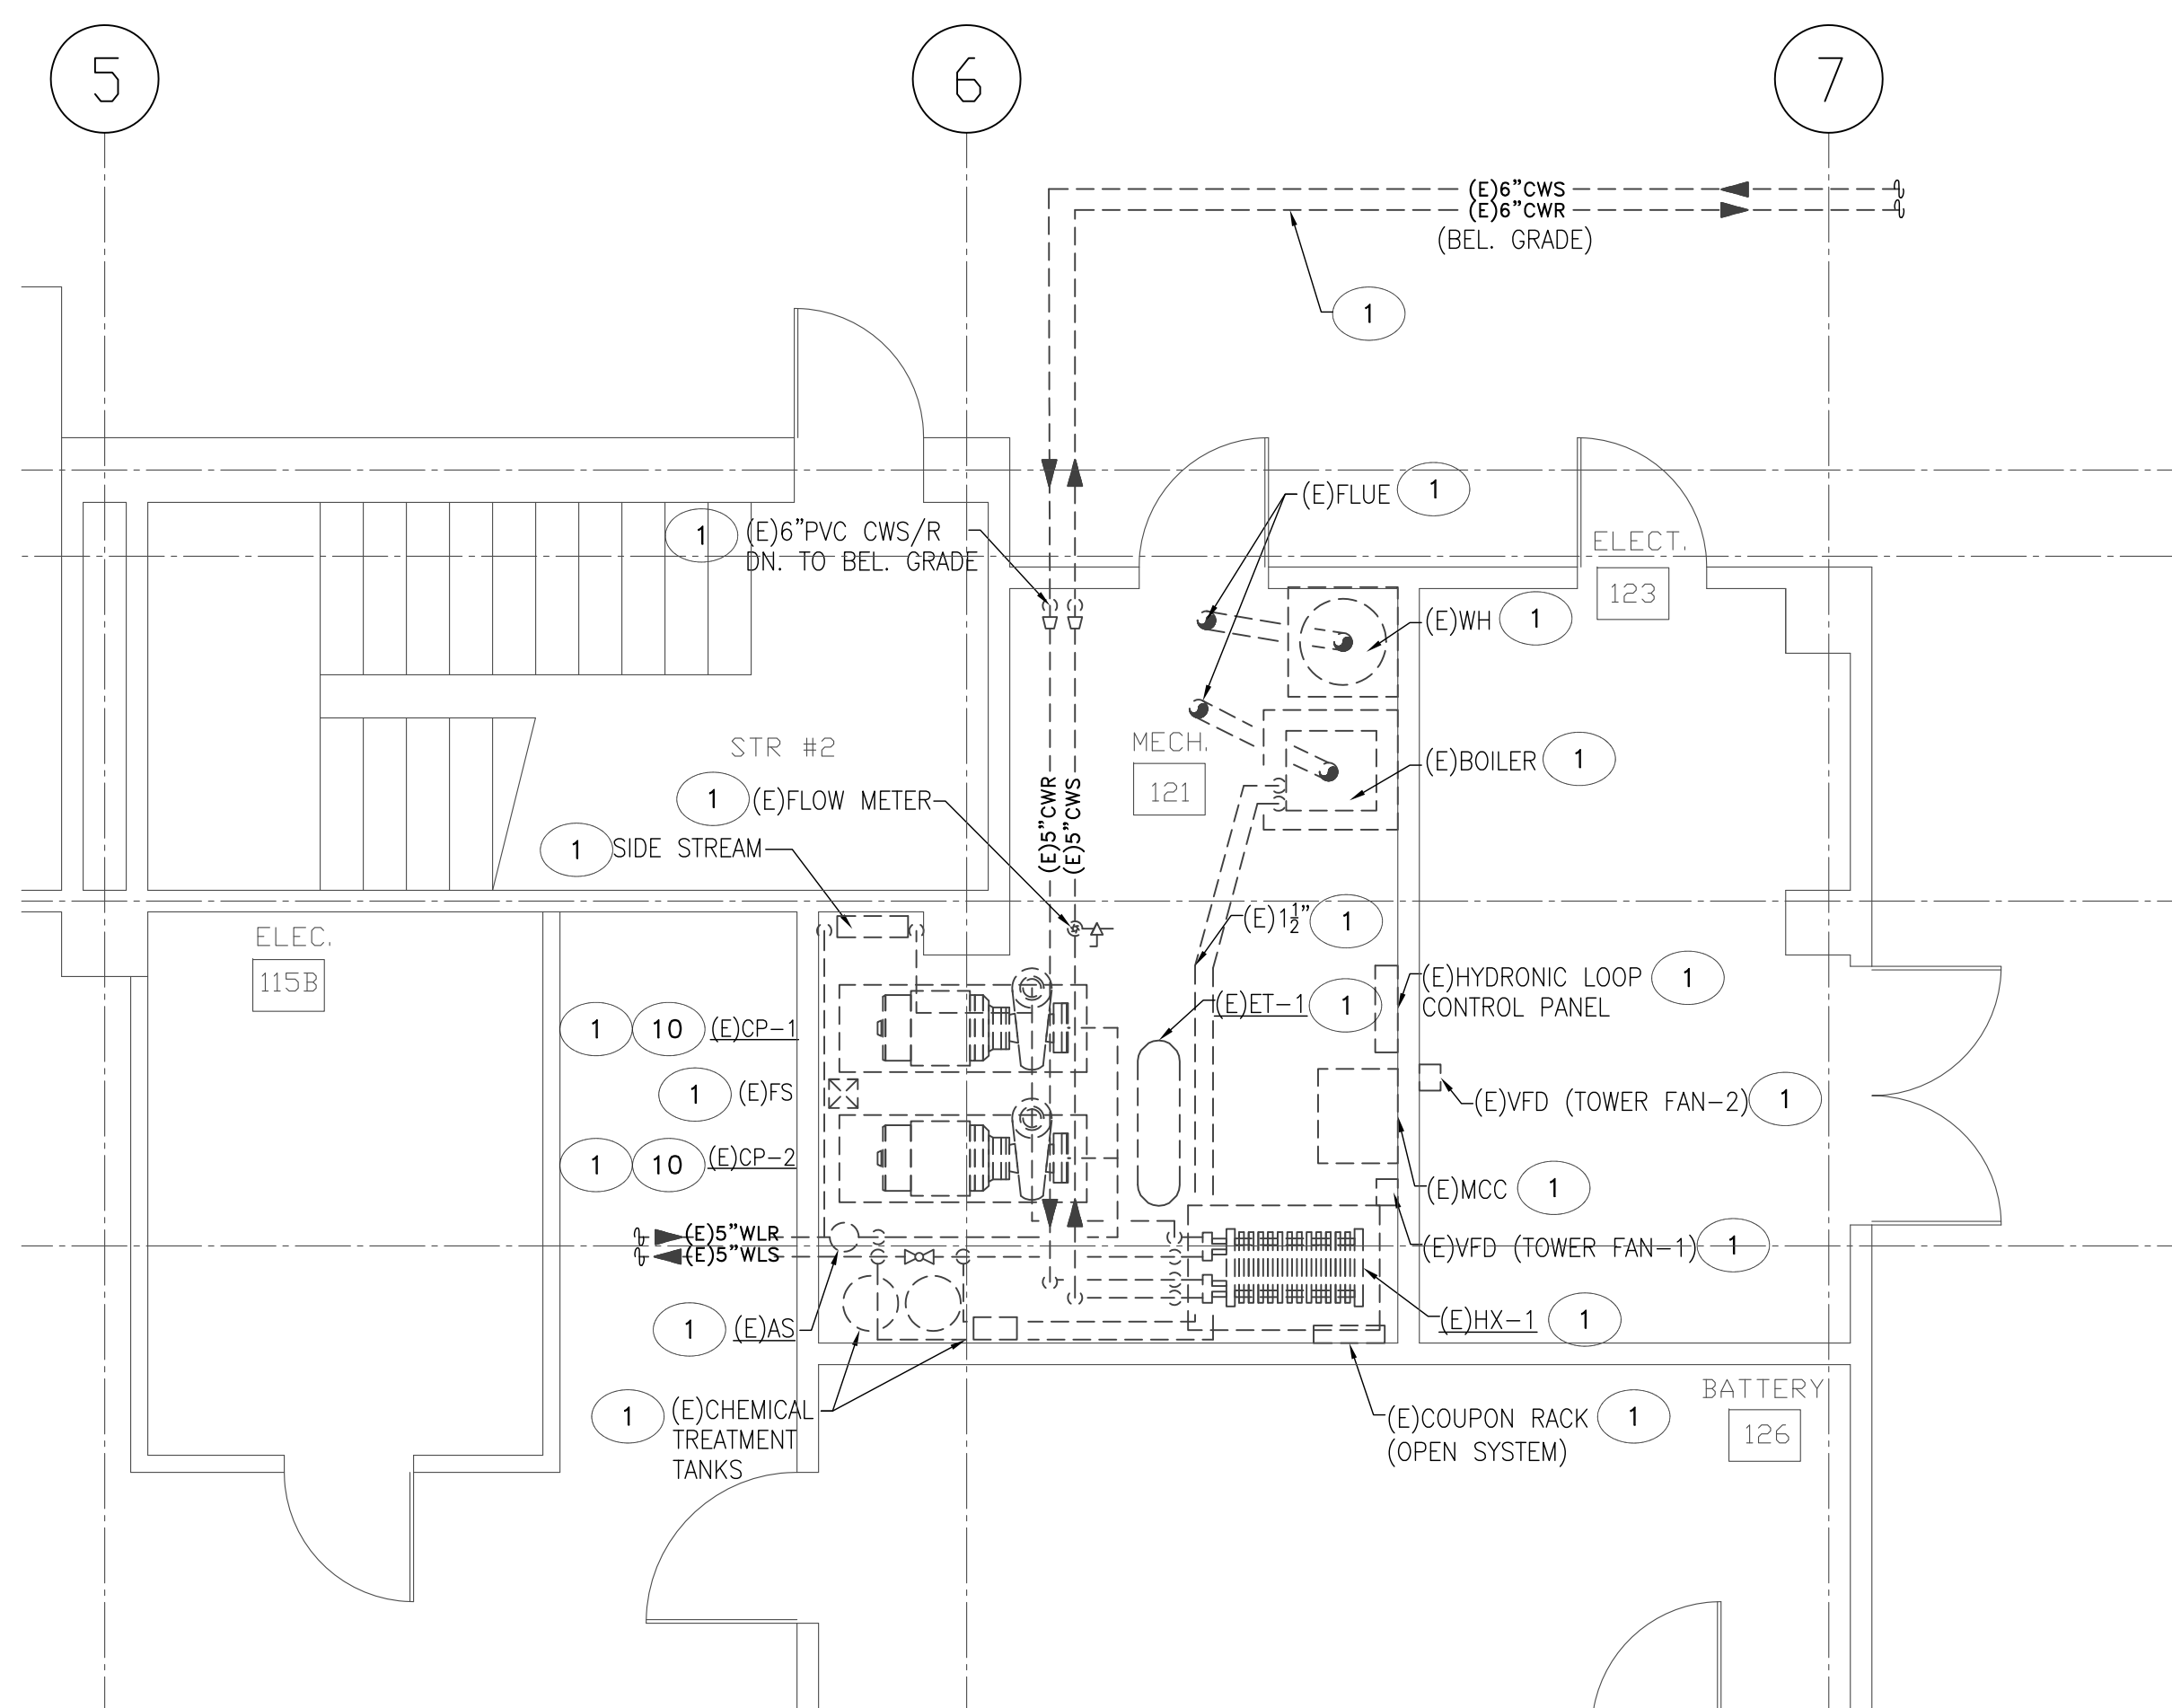 5
6
7
(E)6"CWS
(E)6"CWR
(BEL. GRADE)
1
(E)FLUE
1
1
(E)6"PVC CWS/R
DN. TO BEL. GRADE
ELECT.
123
(E)WH
1
STR #2
MECH.
121
(E)BOILER
1
1
(E)FLOW METER
1
SIDE STREAM
(E)5"CWR
(E)5"CWS
ELEC.
115B
(E)1 1/2"
1
(E)HYDRONIC LOOP
CONTROL PANEL
1
(E)ET-1
1
1
10
(E)CP-1
1
(E)FS
(E)VFD (TOWER FAN-2)
1
1
10
(E)CP-2
(E)MCC
1
(E)5"WLR
(E)5"WLS
(E)VFD (TOWER FAN-1)
1
1
(E)AS
(E)HX-1
1
1
(E)CHEMICAL
TREATMENT
TANKS
(E)COUPON RACK
(OPEN SYSTEM)
1
BATTERY
126